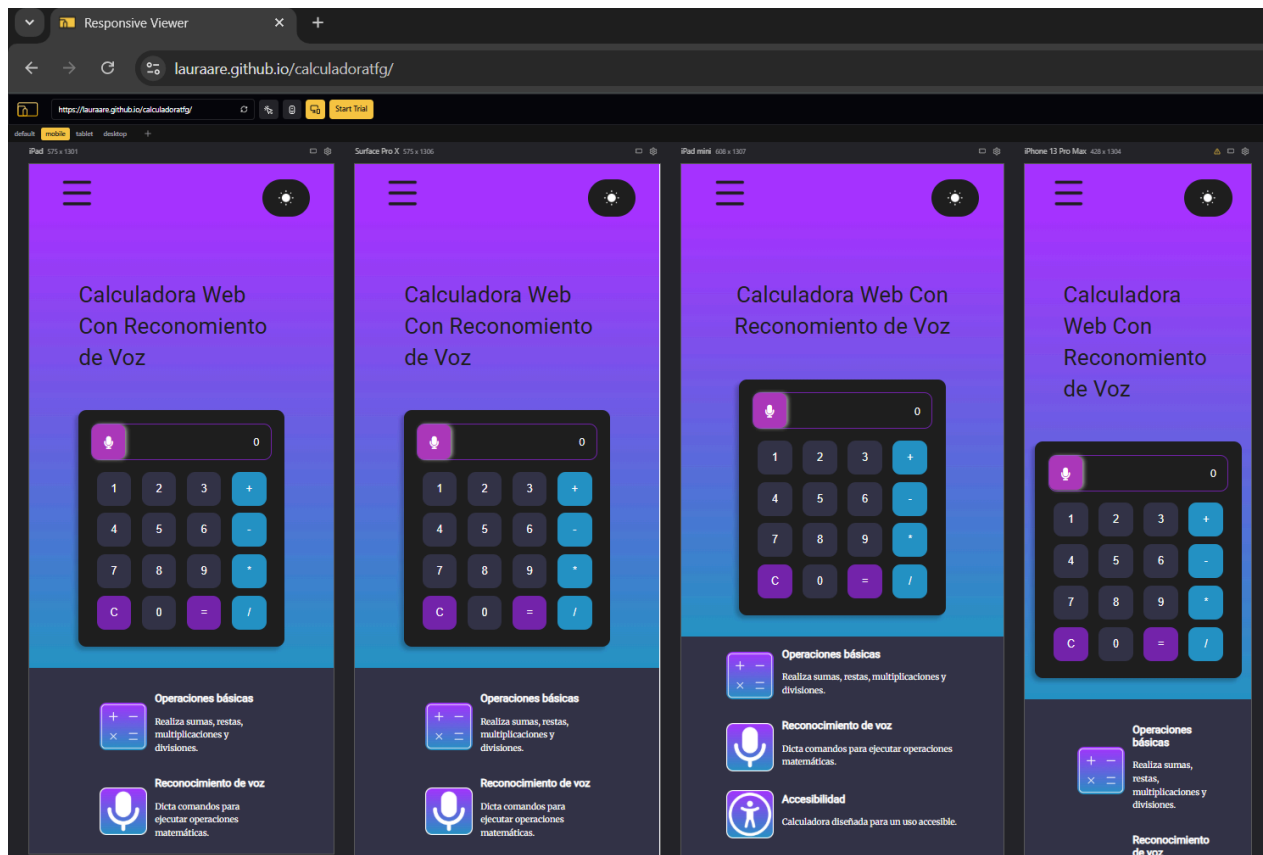 Responsive Viewer
lauraare.github.io/calculadoratfg/
https://lauraare.github.io/calculadoratfg/
Start Trial
default mobile tablet desktop +
iPad 575 x 1301
Calculadora Web
Con Reconomiento
de Voz
0
1 2 3 +
4 5 6 -
7 8 9 *
C 0 = /
Operaciones básicas
Realiza sumas, restas,
multiplicaciones y
divisiones.
Reconocimiento de voz
Dicta comandos para
ejecutar operaciones
matemáticas.
Surface Pro X 575 x 1306
Calculadora Web
Con Reconomiento
de Voz
0
1 2 3 +
4 5 6 -
7 8 9 *
C 0 = /
Operaciones básicas
Realiza sumas, restas,
multiplicaciones y
divisiones.
Reconocimiento de voz
Dicta comandos para
ejecutar operaciones
matemáticas.
iPad mini 608 x 1307
Calculadora Web Con
Reconomiento de Voz
0
1 2 3 +
4 5 6 -
7 8 9 *
C 0 = /
Operaciones básicas
Realiza sumas, restas, multiplicaciones y
divisiones.
Reconocimiento de voz
Dicta comandos para ejecutar operaciones
matemáticas.
Accesibilidad
Calculadora diseñada para un uso accesible.
iPhone 13 Pro Max 428 x 1304
Calculadora
Web Con
Reconomiento
de Voz
0
1 2 3 +
4 5 6 -
7 8 9 *
C 0 = /
Operaciones
básicas
Realiza sumas,
restas,
multiplicaciones y
divisiones.
Reconocimiento
de voz